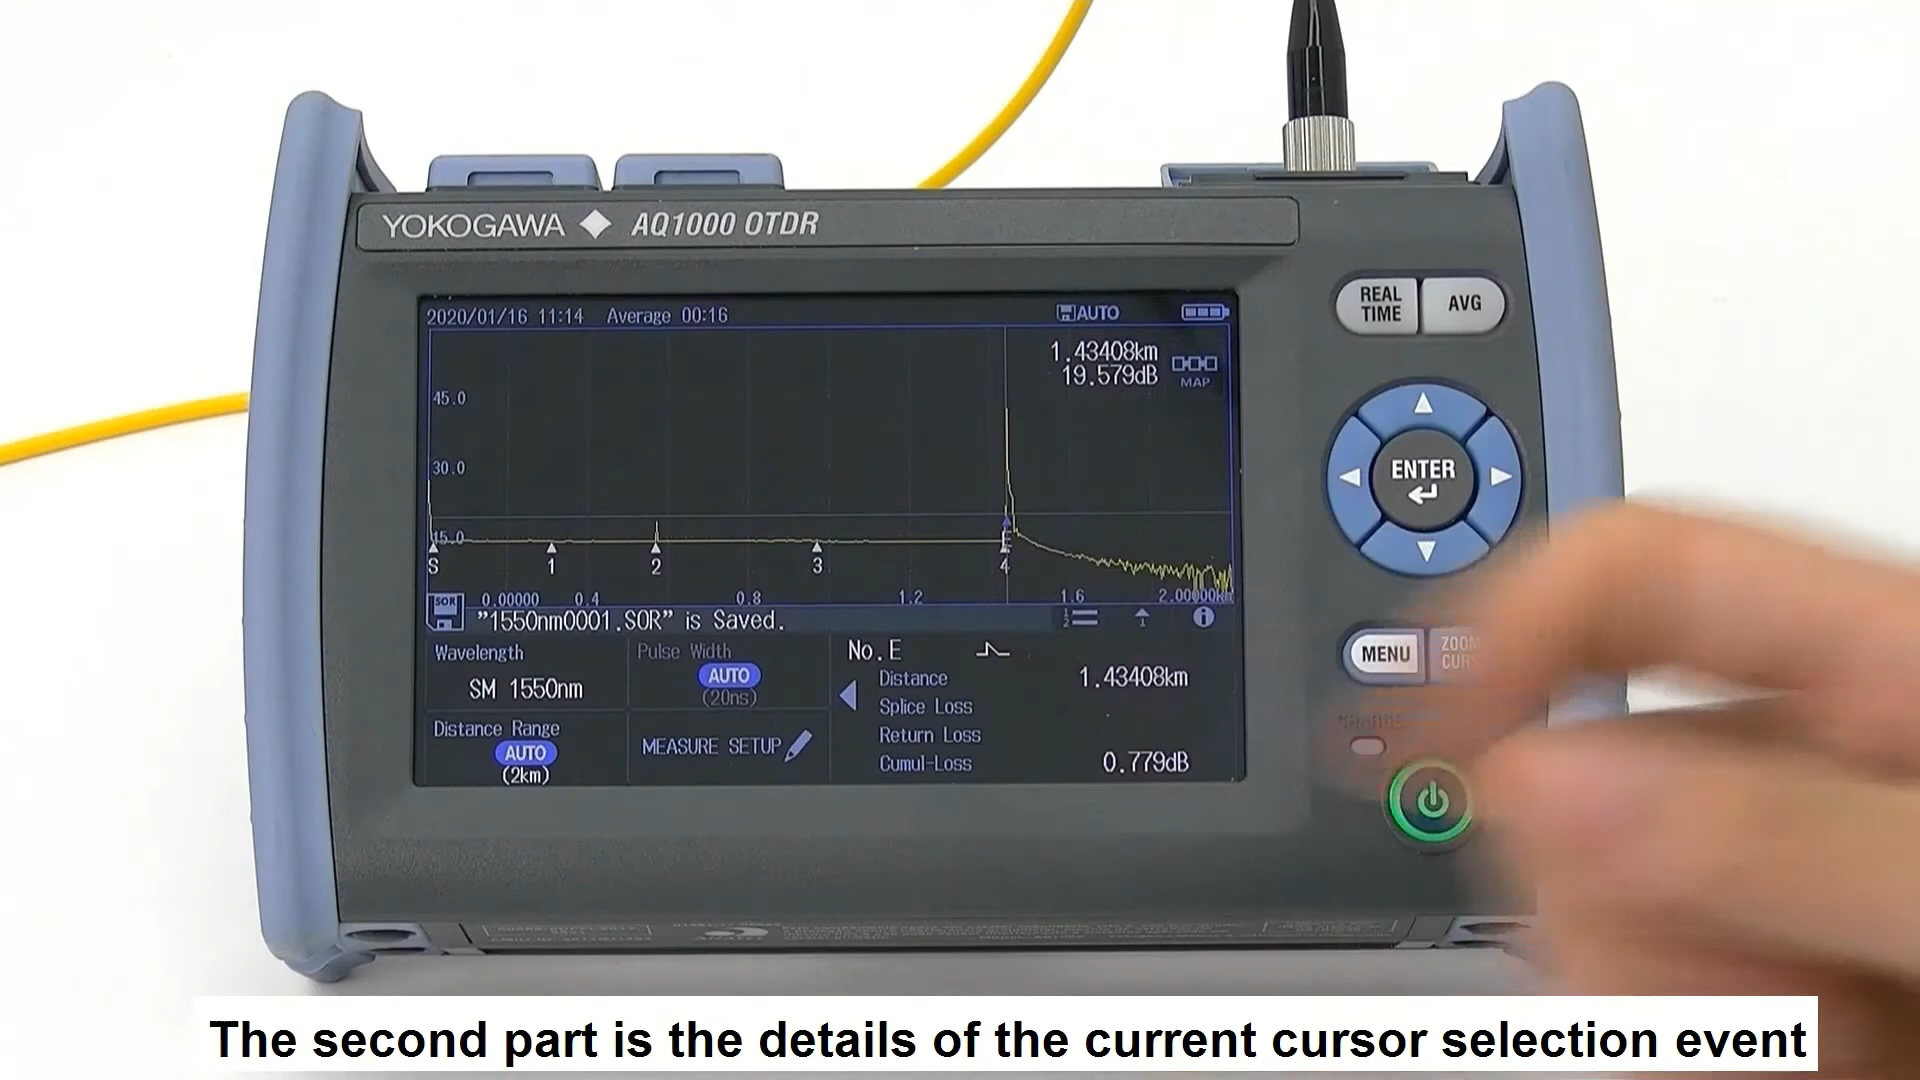 YOKOGAWA AQ1000 OTDR
2020/01/16 11:14 Average 00:16 AUTO
1.43408km
19.579dB
MAP
45.0
30.0
15.0
S 1 2 3 E 4
0.00000 0.4 0.8 1.2 1.6 2.00000km
SOR "1550nm0001.SOR" is Saved.
Wavelength
SM 1550nm
Pulse Width
AUTO
(20ns)
Distance Range
AUTO
(2km)
MEASURE SETUP
No.E
Distance 1.43408km
Splice Loss
Return Loss
Cumul-Loss 0.779dB
REAL TIME
AVG
ENTER
MENU
ZOOM
CHARGE
The second part is the details of the current cursor selection event